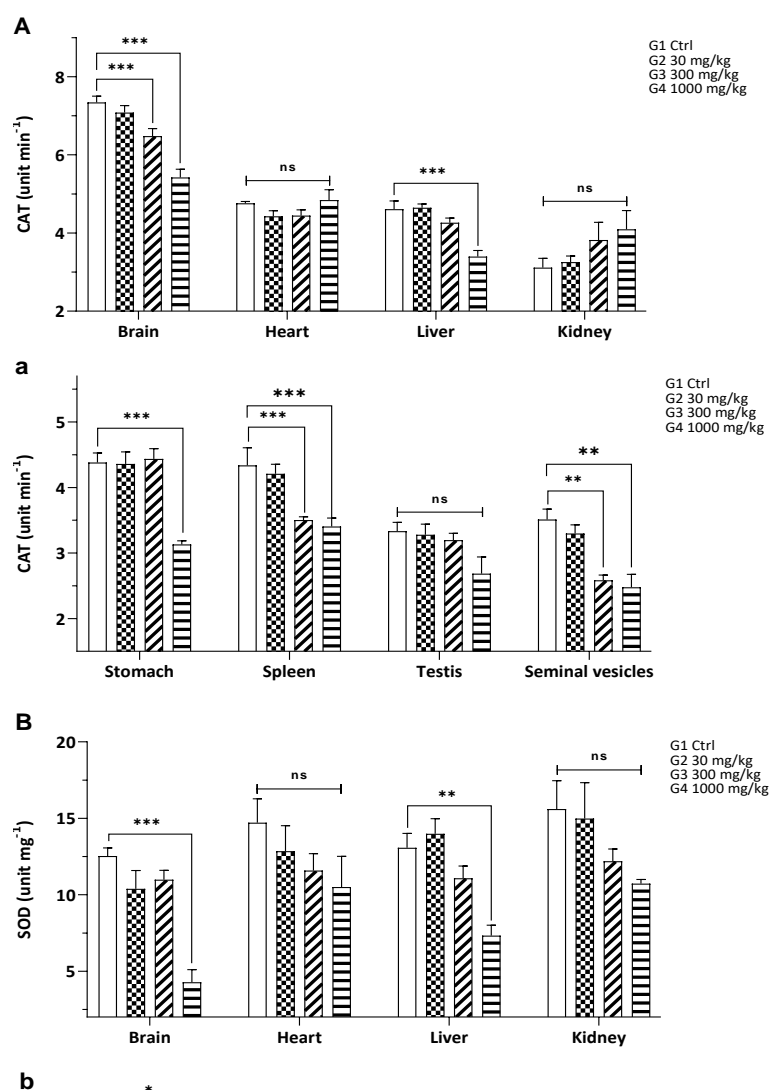 A
G1 Ctrl
G2 30 mg/kg
G3 300 mg/kg
G4 1000 mg/kg
CAT (unit min⁻¹)
8
6
4
2
***
***
ns
***
ns
Brain Heart Liver Kidney
a
G1 Ctrl
G2 30 mg/kg
G3 300 mg/kg
G4 1000 mg/kg
CAT (unit min⁻¹)
5
4
3
2
***
***
***
ns
**
**
Stomach Spleen Testis Seminal vesicles
B
G1 Ctrl
G2 30 mg/kg
G3 300 mg/kg
G4 1000 mg/kg
SOD (unit mg⁻¹)
20
15
10
5
***
ns
**
ns
Brain Heart Liver Kidney
b
*